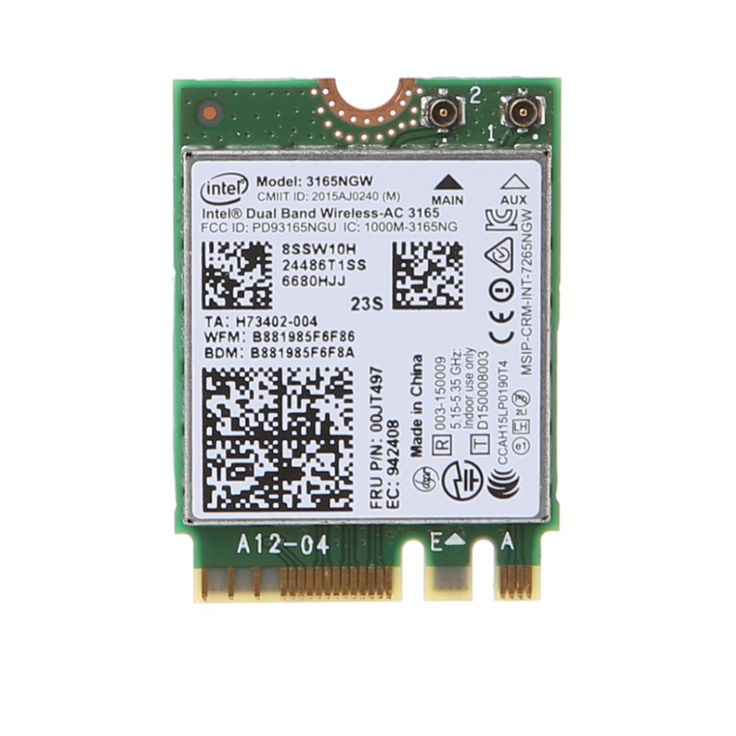 2
1
intel
Model: 3165NGW
CMIIT ID: 2015AJ0240 (M)
MAIN
AUX
Intel® Dual Band Wireless-AC 3165
FCC ID: PD93165NGU IC: 1000M-3165NG
8SSW10H
24486T1SS
6680HJJ
23S
TA: H73402-004
WFM: B881985F6F86
BDM: B881985F6F8A
FRU P/N: 00JT497
EC: 942408
Made in China
R 003-150009
5.15-5.35 GHz:
Indoor use only
T D150008003
CCAH15LP0190T4
CE
MSIP-CRM-INT-7265NGW
A12-04
E
A